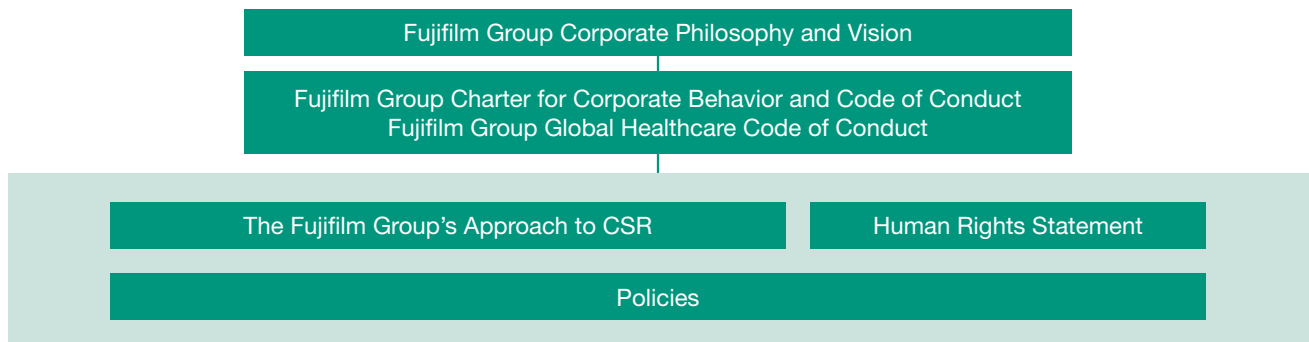 Fujifilm Group Corporate Philosophy and Vision
Fujifilm Group Charter for Corporate Behavior and Code of Conduct
Fujifilm Group Global Healthcare Code of Conduct
The Fujifilm Group’s Approach to CSR
Human Rights Statement
Policies